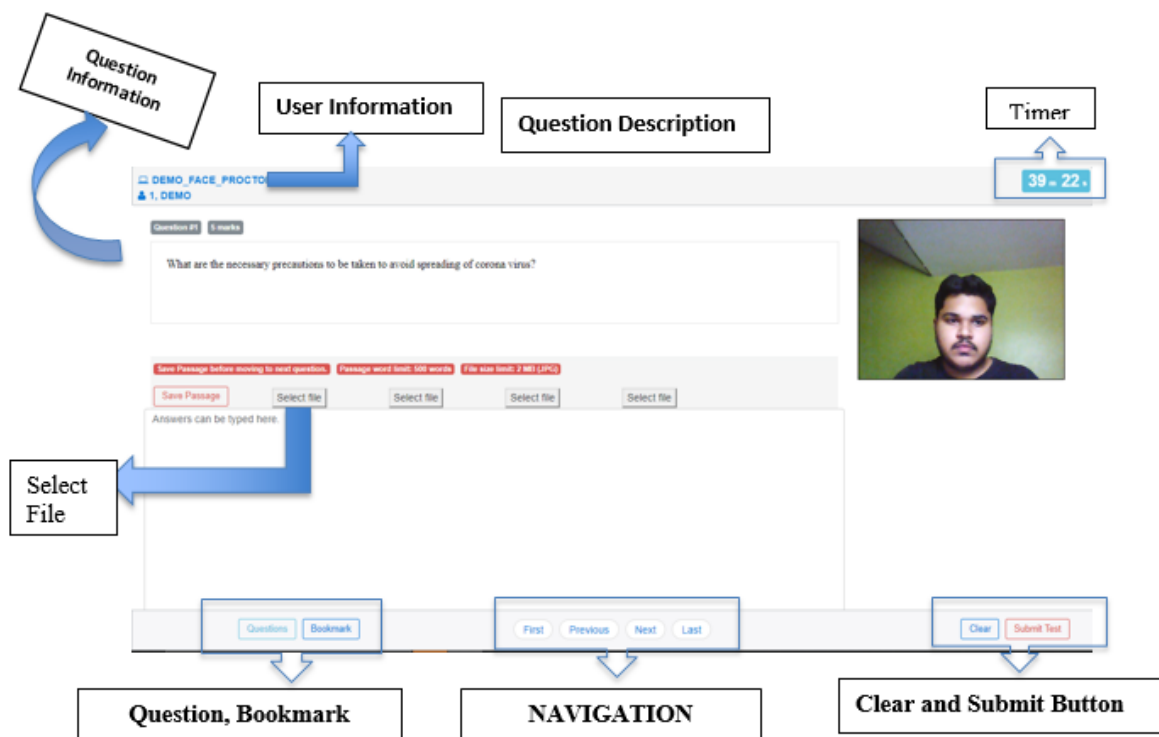 Question
Information
User Information
Question Description
Timer
DEMO_FACE_PROCTO
1, DEMO
39 m 22 s
Question #1 5 marks
What are the necessary precautions to be taken to avoid spreading of corona virus?
Save Passage before moving to next question. Passage word limit: 500 words File size limit: 2 MB (JPG)
Save Passage Select file Select file Select file Select file
Answers can be typed here.
Select
File
Questions Bookmark First Previous Next Last Clear Submit Test
Question, Bookmark
NAVIGATION
Clear and Submit Button